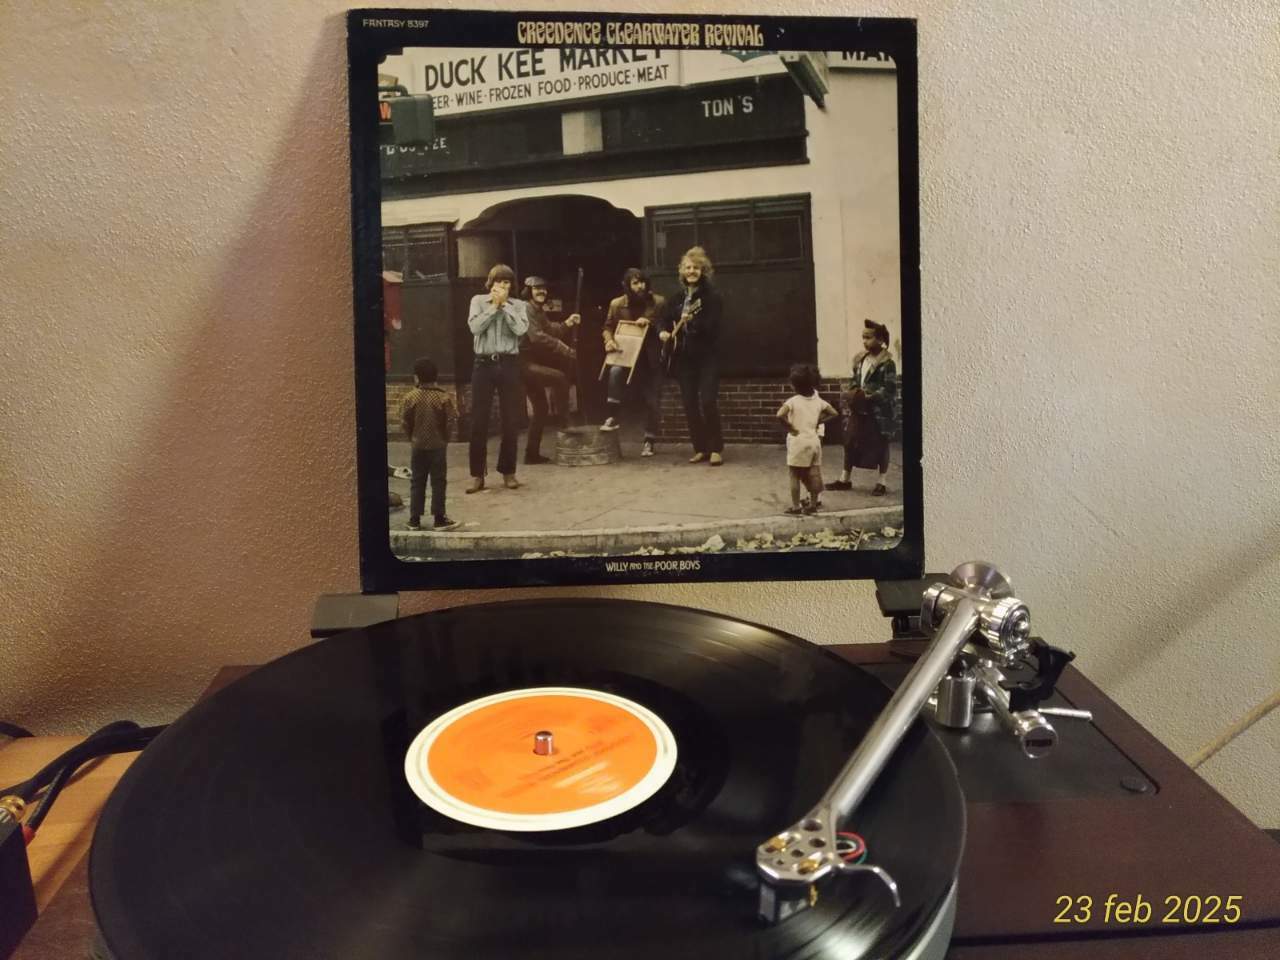 FANTASY 8397
CREEDENCE CLEARWATER REVIVAL
DUCK KEE MARKET
MAR
EER·WINE·FROZEN FOOD·PRODUCE·MEAT
TON'S
WILLY AND THE POOR BOYS
23 feb 2025